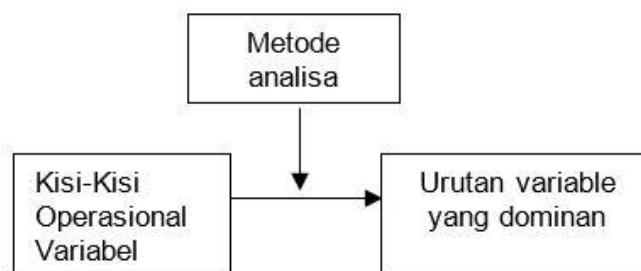 Metode
analisa
Kisi-Kisi
Operasional
Variabel
Urutan variable
yang dominan